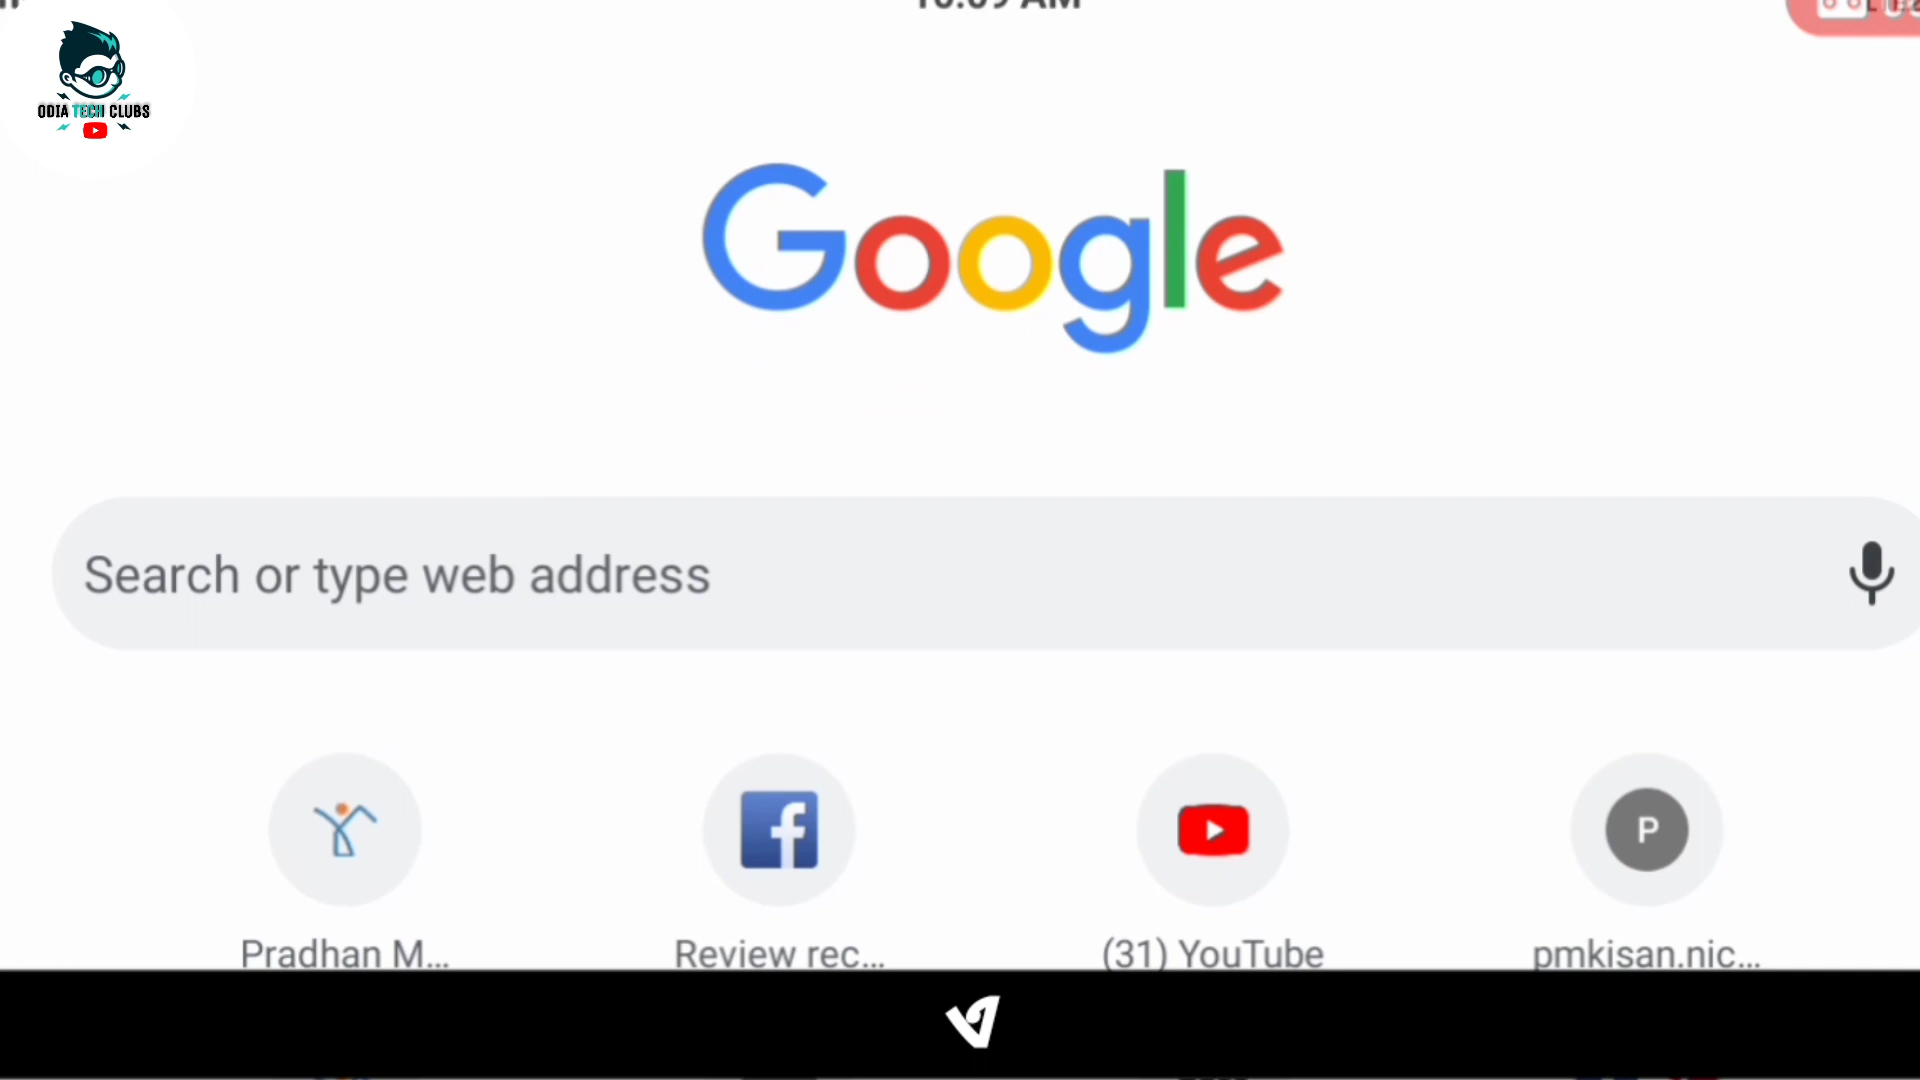 ODIA TECH CLUBS
Google
Search or type web address
Pradhan M...
Review rec...
(31) YouTube
P
pmkisan.nic...